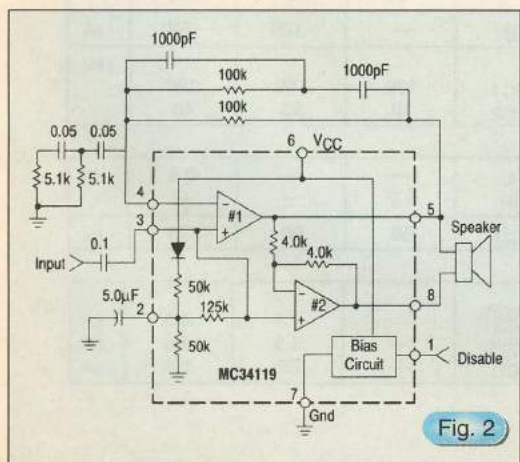 1000pF
1000pF
100k
100k
0.05
0.05
5.1k
5.1k
6
VCC
4
#1
5
3
Speaker
Input
0.1
4.0k
4.0k
50k
5.0μF
2
125k
#2
8
50k
Bias
Circuit
1
Disable
MC34119
7
Gnd
Fig. 2